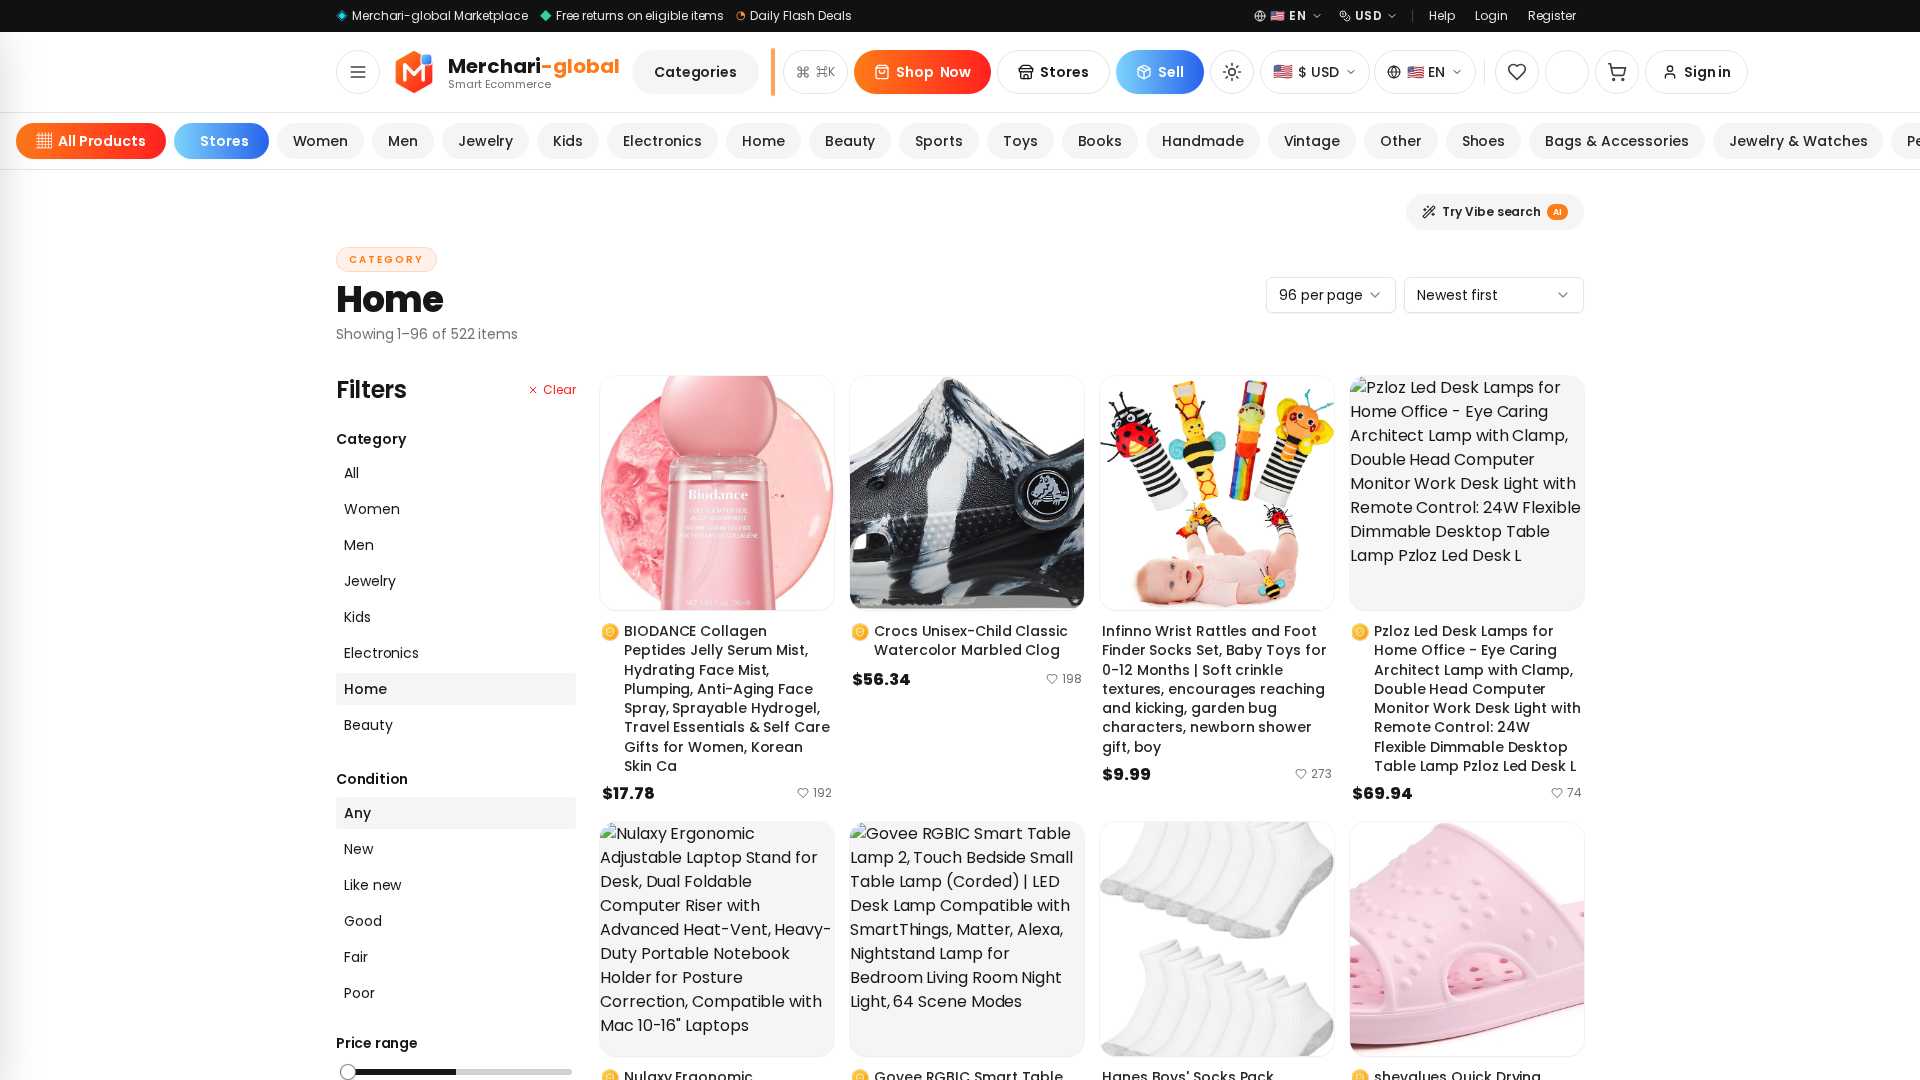 Merchari-global Marketplace
Free returns on eligible items
Daily Flash Deals
EN
USD
Help
Login
Register
Merchari-global
Smart Ecommerce
Categories
⌘K
Shop Now
Stores
Sell
$ USD
EN
Sign in
All Products
Stores
Women
Men
Jewelry
Kids
Electronics
Home
Beauty
Sports
Toys
Books
Handmade
Vintage
Other
Shoes
Bags & Accessories
Jewelry & Watches
Try Vibe search AI
CATEGORY
Home
Showing 1–96 of 522 items
96 per page
Newest first
Filters
Clear
Category
All
Women
Men
Jewelry
Kids
Electronics
Home
Beauty
Condition
Any
New
Like new
Good
Fair
Poor
Price range
Biodance
BIODANCE Collagen
Peptides Jelly Serum Mist,
Hydrating Face Mist,
Plumping, Anti-Aging Face
Spray, Sprayable Hydrogel,
Travel Essentials & Self Care
Gifts for Women, Korean
Skin Ca
$17.78
192
Crocs Unisex-Child Classic
Watercolor Marbled Clog
$56.34
198
Infinno Wrist Rattles and Foot
Finder Socks Set, Baby Toys for
0-12 Months | Soft crinkle
textures, encourages reaching
and kicking, garden bug
characters, newborn shower
gift, boy
$9.99
273
Pzloz Led Desk Lamps for
Home Office - Eye Caring
Architect Lamp with Clamp,
Double Head Computer
Monitor Work Desk Light with
Remote Control: 24W Flexible
Dimmable Desktop Table
Lamp Pzloz Led Desk L
Pzloz Led Desk Lamps for
Home Office - Eye Caring
Architect Lamp with Clamp,
Double Head Computer
Monitor Work Desk Light with
Remote Control: 24W
Flexible Dimmable Desktop
Table Lamp Pzloz Led Desk L
$69.94
74
Nulaxy Ergonomic
Adjustable Laptop Stand for
Desk, Dual Foldable
Computer Riser with
Advanced Heat-Vent, Heavy-
Duty Portable Notebook
Holder for Posture
Correction, Compatible with
Mac 10-16" Laptops
Govee RGBIC Smart Table
Lamp 2, Touch Bedside Small
Table Lamp (Corded) | LED
Desk Lamp Compatible with
SmartThings, Matter, Alexa,
Nightstand Lamp for
Bedroom Living Room Night
Light, 64 Scene Modes
Nulaxy Ergonomic
Govee RGBIC Smart Table
Hanes Boys' Socks Pack
shevalues Quick Drying